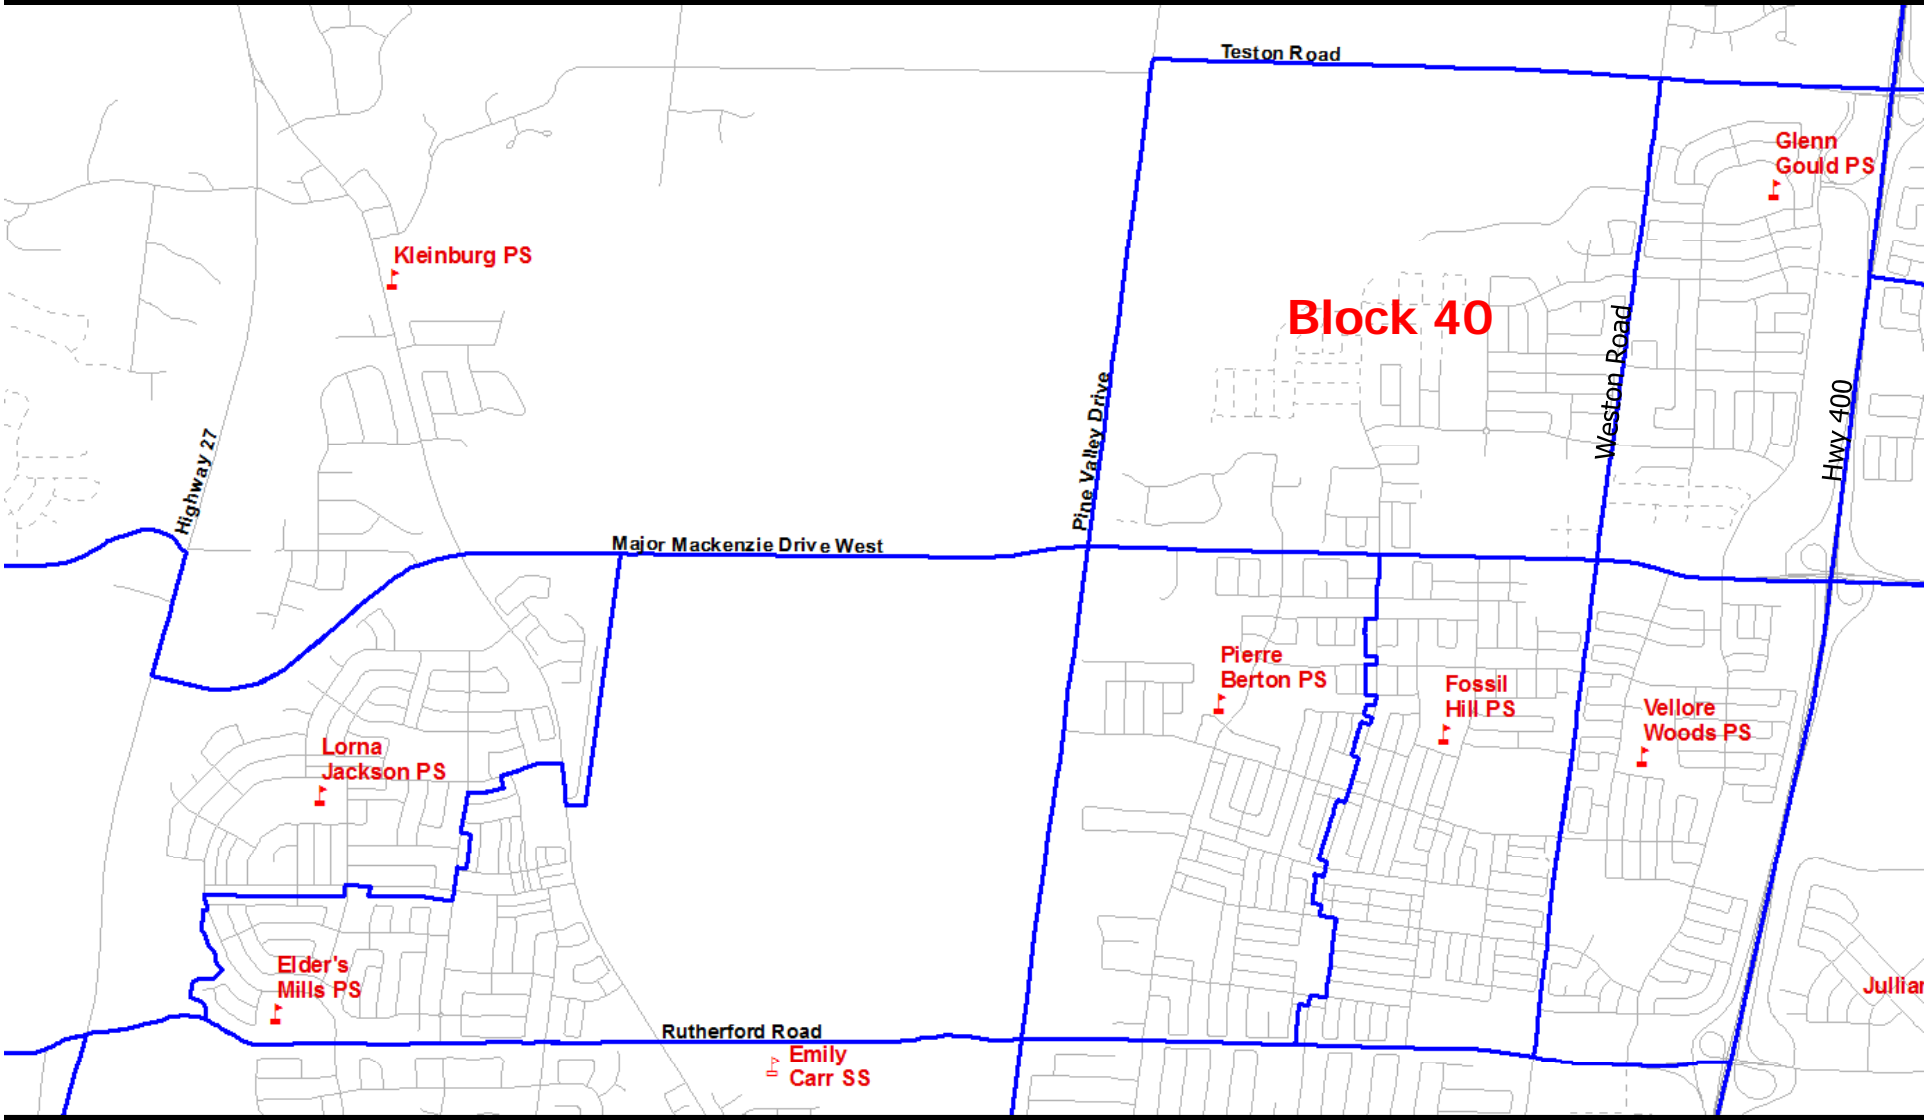 Teston Road
Glenn
Gould PS
Kleinburg PS
Block 40
Weston Road
Pine Valley Drive
Hwy 400
Highway 27
Major Mackenzie Drive West
Pierre
Berton PS
Fossil
Hill PS
Vellore
Woods PS
Lorna
Jackson PS
Elder's
Mills PS
Jullian
Rutherford Road
Emily
Carr SS